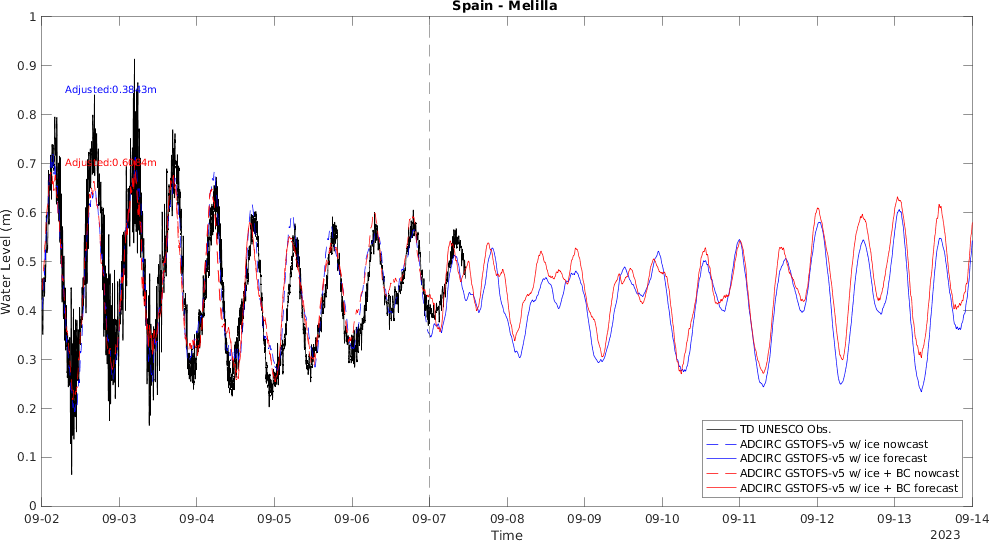 Spain - Melilla
Water Level (m)
1
0.9
0.8
0.7
0.6
0.5
0.4
0.3
0.2
0.1
0
Adjusted:0.3843m
TD UNESCO Obs.
ADCIRC GSTOFS-v5 w/ ice nowcast
ADCIRC GSTOFS-v5 w/ ice forecast
ADCIRC GSTOFS-v5 w/ ice + BC nowcast
ADCIRC GSTOFS-v5 w/ ice + BC forecast
09-02 09-03 09-04 09-05 09-06 09-07 09-08 09-09 09-10 09-11 09-12 09-13 09-14
Time
2023